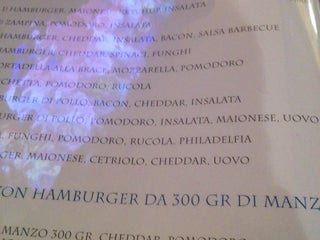 HAMBURGER, MAIONESE, KETCHUP, INSALATA
ZAMPINA, POMODORO, INSALATA
HAMBURGER, CHEDDAR, INSALATA, BACON, SALSA BARBECUE
HAMBURGER, CHEDDAR, SPINACI, FUNGHI
ORTADELLA ALLA BRACE, MOZZARELLA, POMODORO
CHETTA, POMODORO, RUCOLA
BURGER DI POLLO, BACON, CHEDDAR, INSALATA
URGER DI POLLO, POMODORO, INSALATA, MAIONESE, UOVO
, FUNGHI, POMODORO, RUCOLA, PHILADELFIA
GER, MAIONESE, CETRIOLO, CHEDDAR, UOVO
ON HAMBURGER DA 300 GR DI MANZ
MANZO 300 GR, CHEDDAR, POMODORO